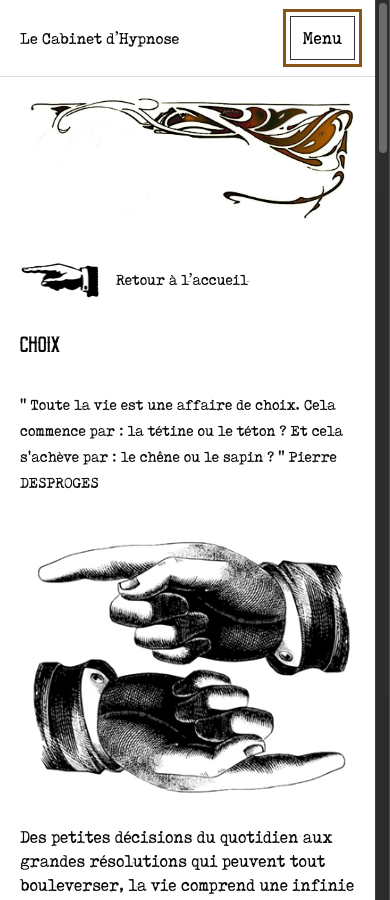 Le Cabinet d'Hypnose
Menu
Retour à l'accueil
CHOIX
" Toute la vie est une affaire de choix. Cela
commence par : la tétine ou le téton ? Et cela
s'achève par : le chêne ou le sapin ? " Pierre
DESPROGES
Des petites décisions du quotidien aux
grandes résolutions qui peuvent tout
bouleverser, la vie comprend une infinie